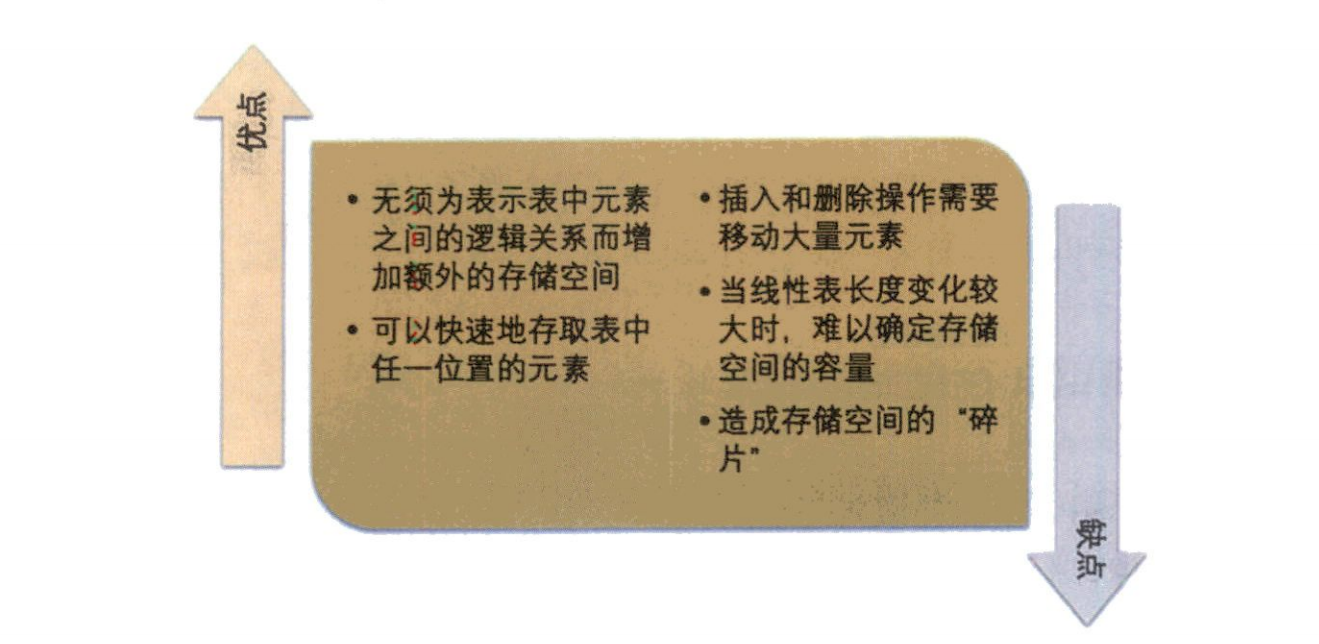 优点
• 无须为表示表中元素
之间的逻辑关系而增
加额外的存储空间
• 可以快速地存取表中
任一位置的元素
• 插入和删除操作需要
移动大量元素
• 当线性表长度变化较
大时，难以确定存储
空间的容量
• 造成存储空间的“碎
片”
缺点